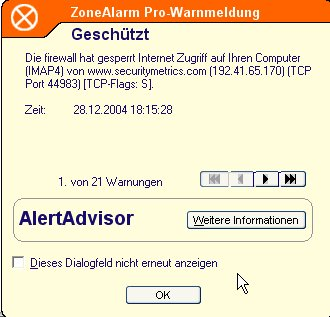 ZoneAlarm Pro-Warnmeldung
Geschützt
Die firewall hat gesperrt Internet Zugriff auf Ihren Computer
(IMAP4) von www.securitymetrics.com (192.41.65.170) (TCP
Port 44983) [TCP-Flags: S].
Zeit: 28.12.2004 18:15:28
1. von 21 Warnungen
AlertAdvisor Weitere Informationen
Dieses Dialogfeld nicht erneut anzeigen
OK